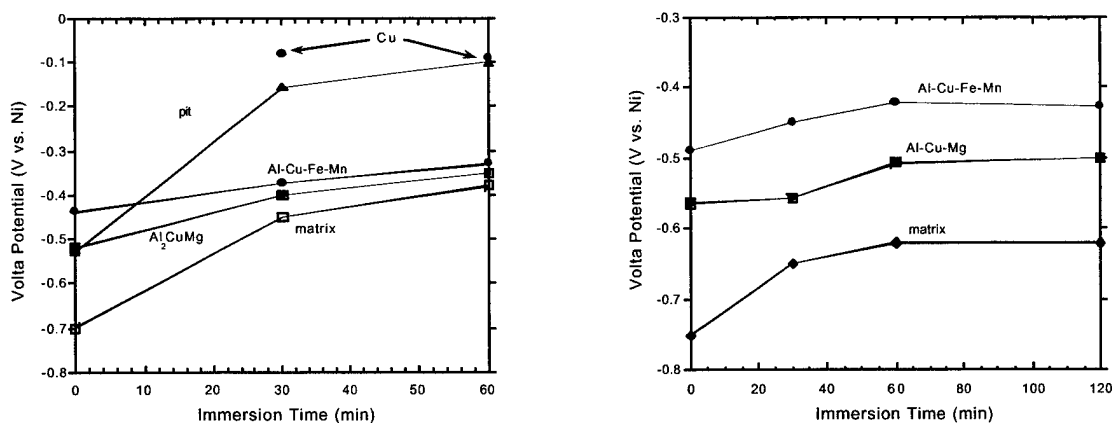 0
-0.1
-0.2
-0.3
-0.4
-0.5
-0.6
-0.7
-0.8
Volta Potential (V vs. Ni)
Cu
pit
Al-Cu-Fe-Mn
Al2CuMg
matrix
0 10 20 30 40 50 60
Immersion Time (min)
-0.3
-0.4
-0.5
-0.6
-0.7
-0.8
Volta Potential (V vs. Ni)
Al-Cu-Fe-Mn
Al-Cu-Mg
matrix
0 20 40 60 80 100 120
Immersion Time (min)